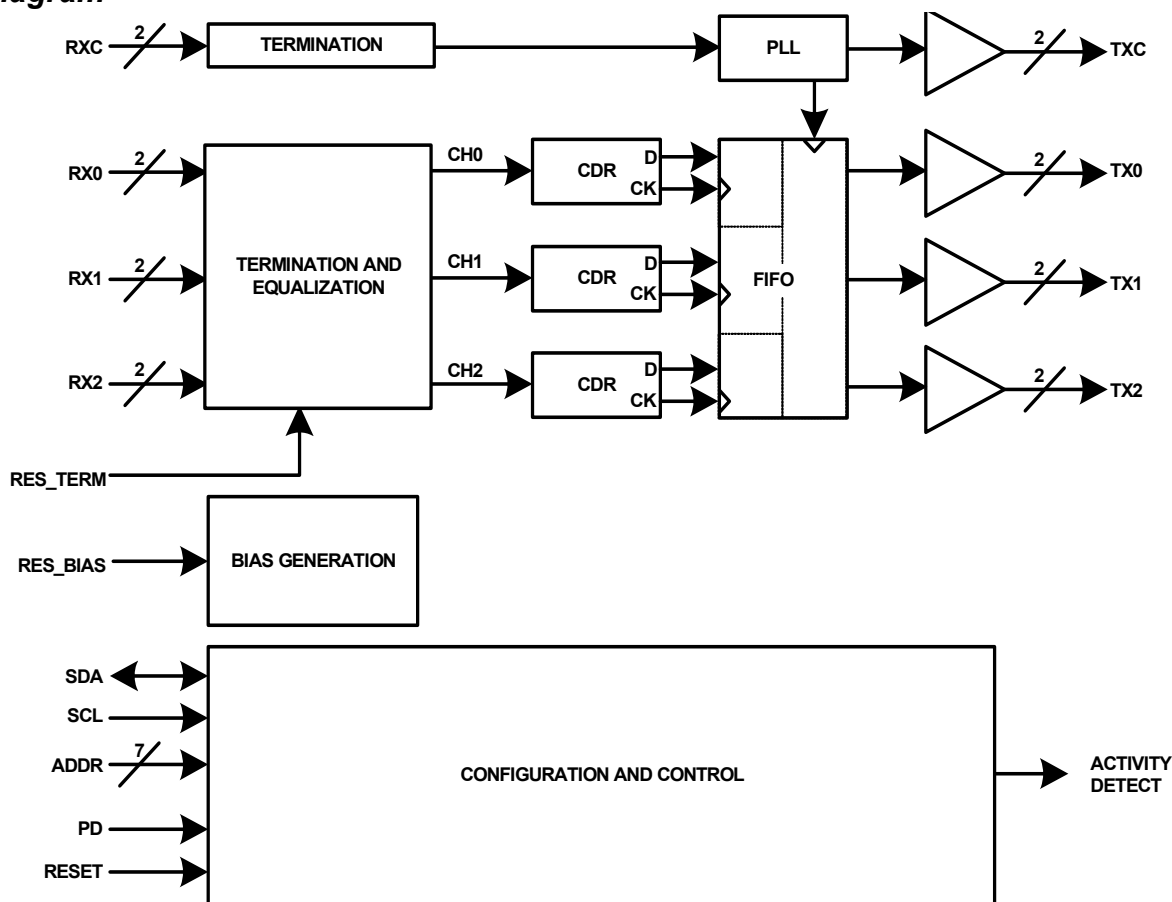 RXC 2 TERMINATION PLL 2 TXC
RX0 2 CH0 CDR D CK 2 TX0
RX1 2 TERMINATION AND
EQUALIZATION
CH1 CDR D CK FIFO 2 TX1
RX2 2 CH2 CDR D CK 2 TX2
RES_TERM
RES_BIAS BIAS GENERATION
SDA
SCL
ADDR 7
CONFIGURATION AND CONTROL
ACTIVITY
DETECT
PD
RESET